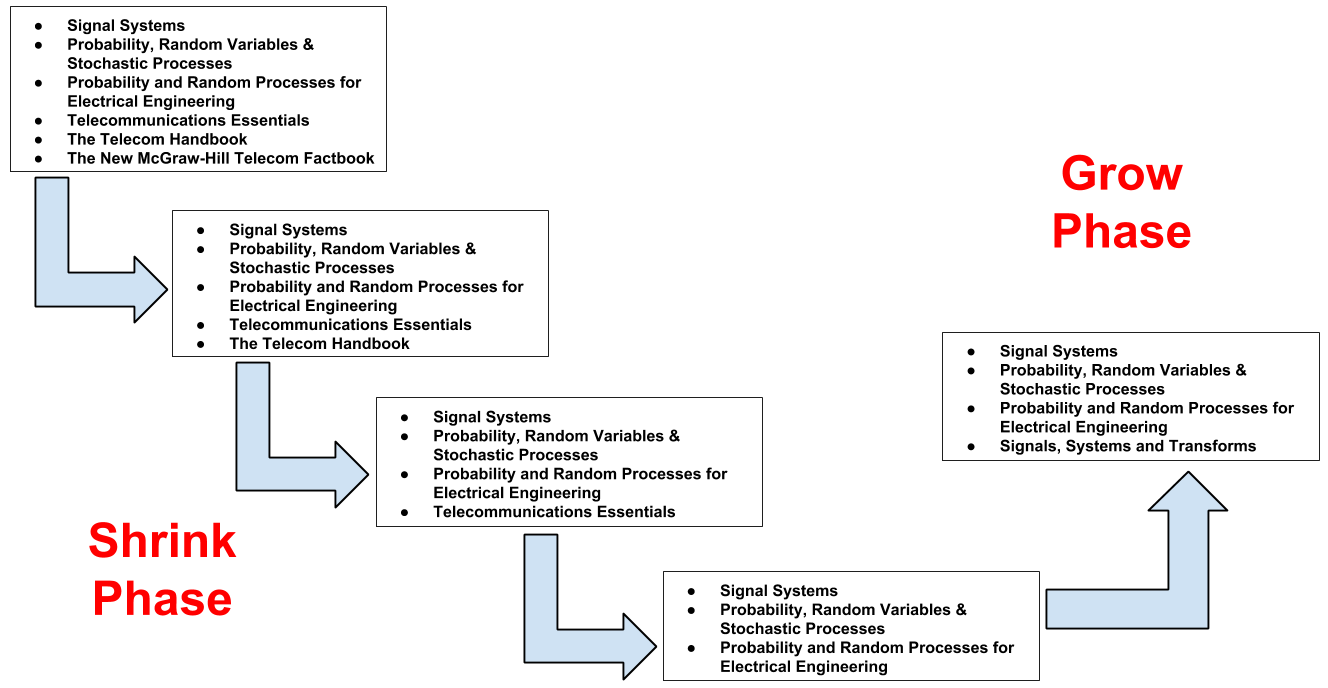 ● Signal Systems
● Probability, Random Variables &
Stochastic Processes
● Probability and Random Processes for
Electrical Engineering
● Telecommunications Essentials
● The Telecom Handbook
● The New McGraw-Hill Telecom Factbook
● Signal Systems
● Probability, Random Variables &
Stochastic Processes
● Probability and Random Processes for
Electrical Engineering
● Telecommunications Essentials
● The Telecom Handbook
● Signal Systems
● Probability, Random Variables &
Stochastic Processes
● Probability and Random Processes for
Electrical Engineering
● Telecommunications Essentials
Shrink
Phase
● Signal Systems
● Probability, Random Variables &
Stochastic Processes
● Probability and Random Processes for
Electrical Engineering
Grow
Phase
● Signal Systems
● Probability, Random Variables &
Stochastic Processes
● Probability and Random Processes for
Electrical Engineering
● Signals, Systems and Transforms